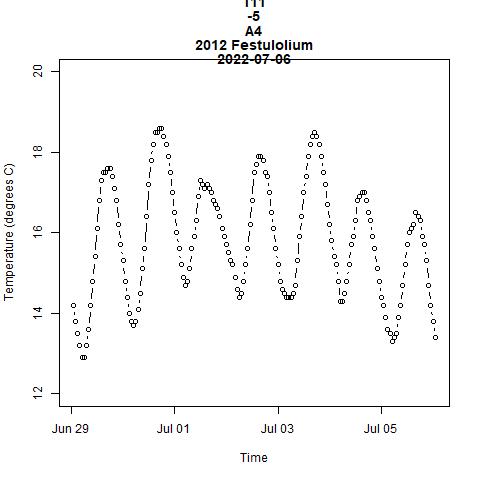 -5
A4
2012 Festulolium
2022-07-06
Temperature (degrees C)
20
18
16
14
12
Jun 29
Jul 01
Jul 03
Jul 05
Time